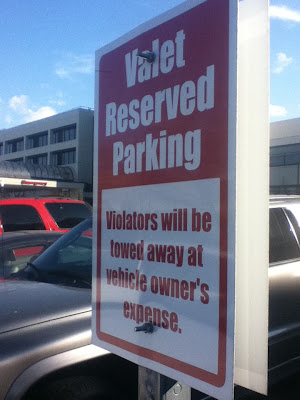 Valet
Reserved
Parking
Violators will be
towed away at
vehicle owner's
expense.